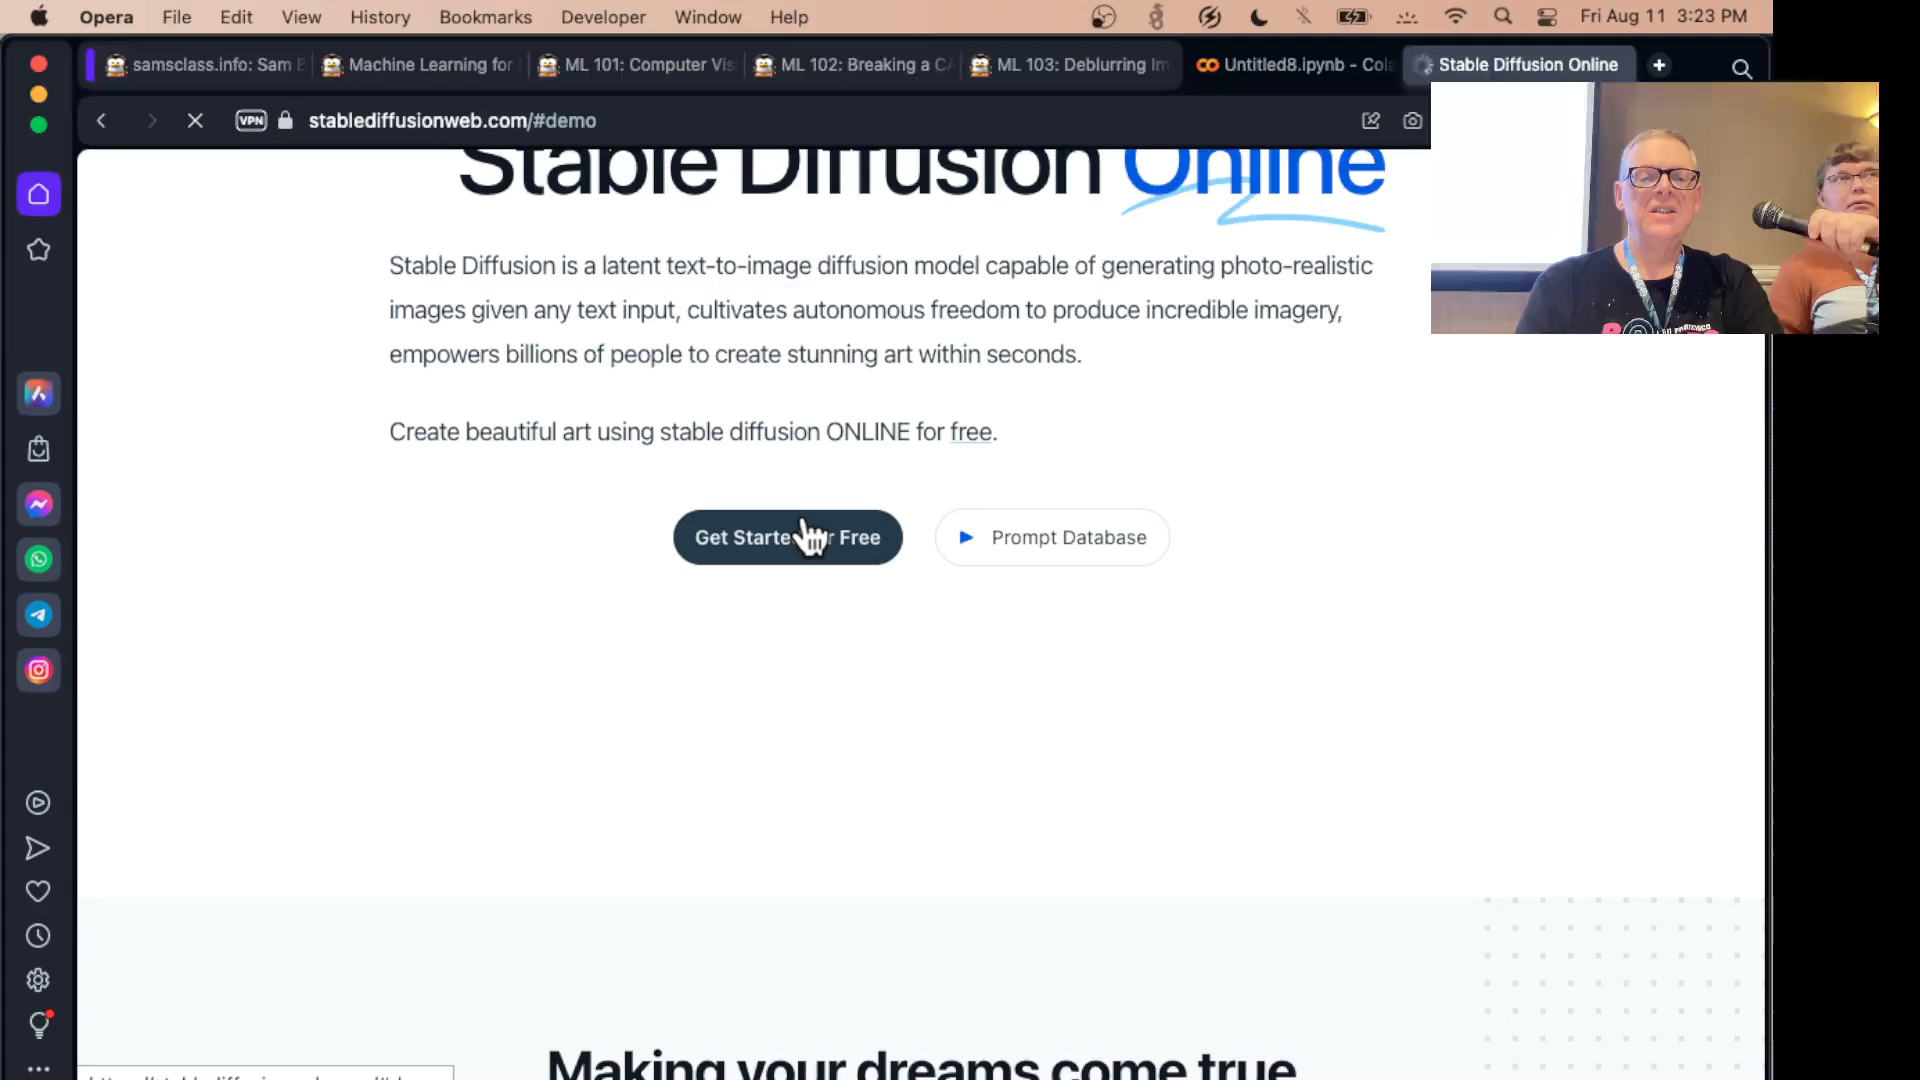 Opera File Edit View History Bookmarks Developer Window Help Fri Aug 11 3:23 PM
samsclass.info: Sam Machine Learning for ML 101: Computer Vis ML 102: Breaking a C ML 103: Deblurring Im Untitled8.ipynb - Col Stable Diffusion Online
VPN stablediffusionweb.com/#demo
Stable Diffusion Online
Stable Diffusion is a latent text-to-image diffusion model capable of generating photo-realistic
images given any text input, cultivates autonomous freedom to produce incredible imagery,
empowers billions of people to create stunning art within seconds.
Create beautiful art using stable diffusion ONLINE for free.
Get Starte r Free Prompt Database
Making your dreams come true